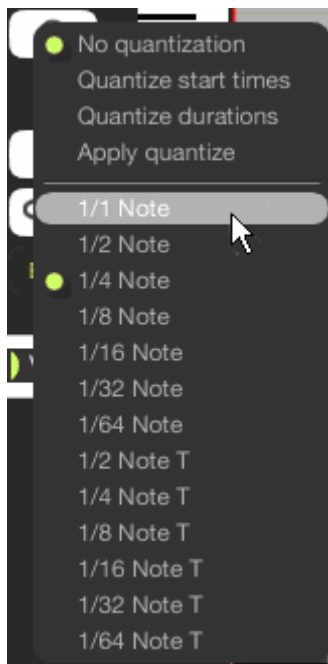 No quantization
Quantize start times
Quantize durations
Apply quantize
1/1 Note
1/2 Note
1/4 Note
1/8 Note
1/16 Note
1/32 Note
1/64 Note
1/2 Note T
1/4 Note T
1/8 Note T
1/16 Note T
1/32 Note T
1/64 Note T